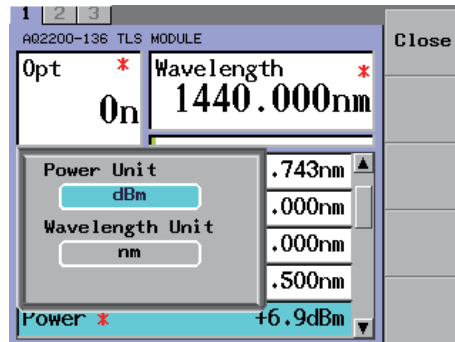 1 2 3
AQ2200-136 TLS MODULE
Close
Opt *
On
Wavelength *
1440.000nm
Power Unit
dBm
Wavelength Unit
nm
.743nm
.000nm
.000nm
.500nm
Power * +6.9dBm